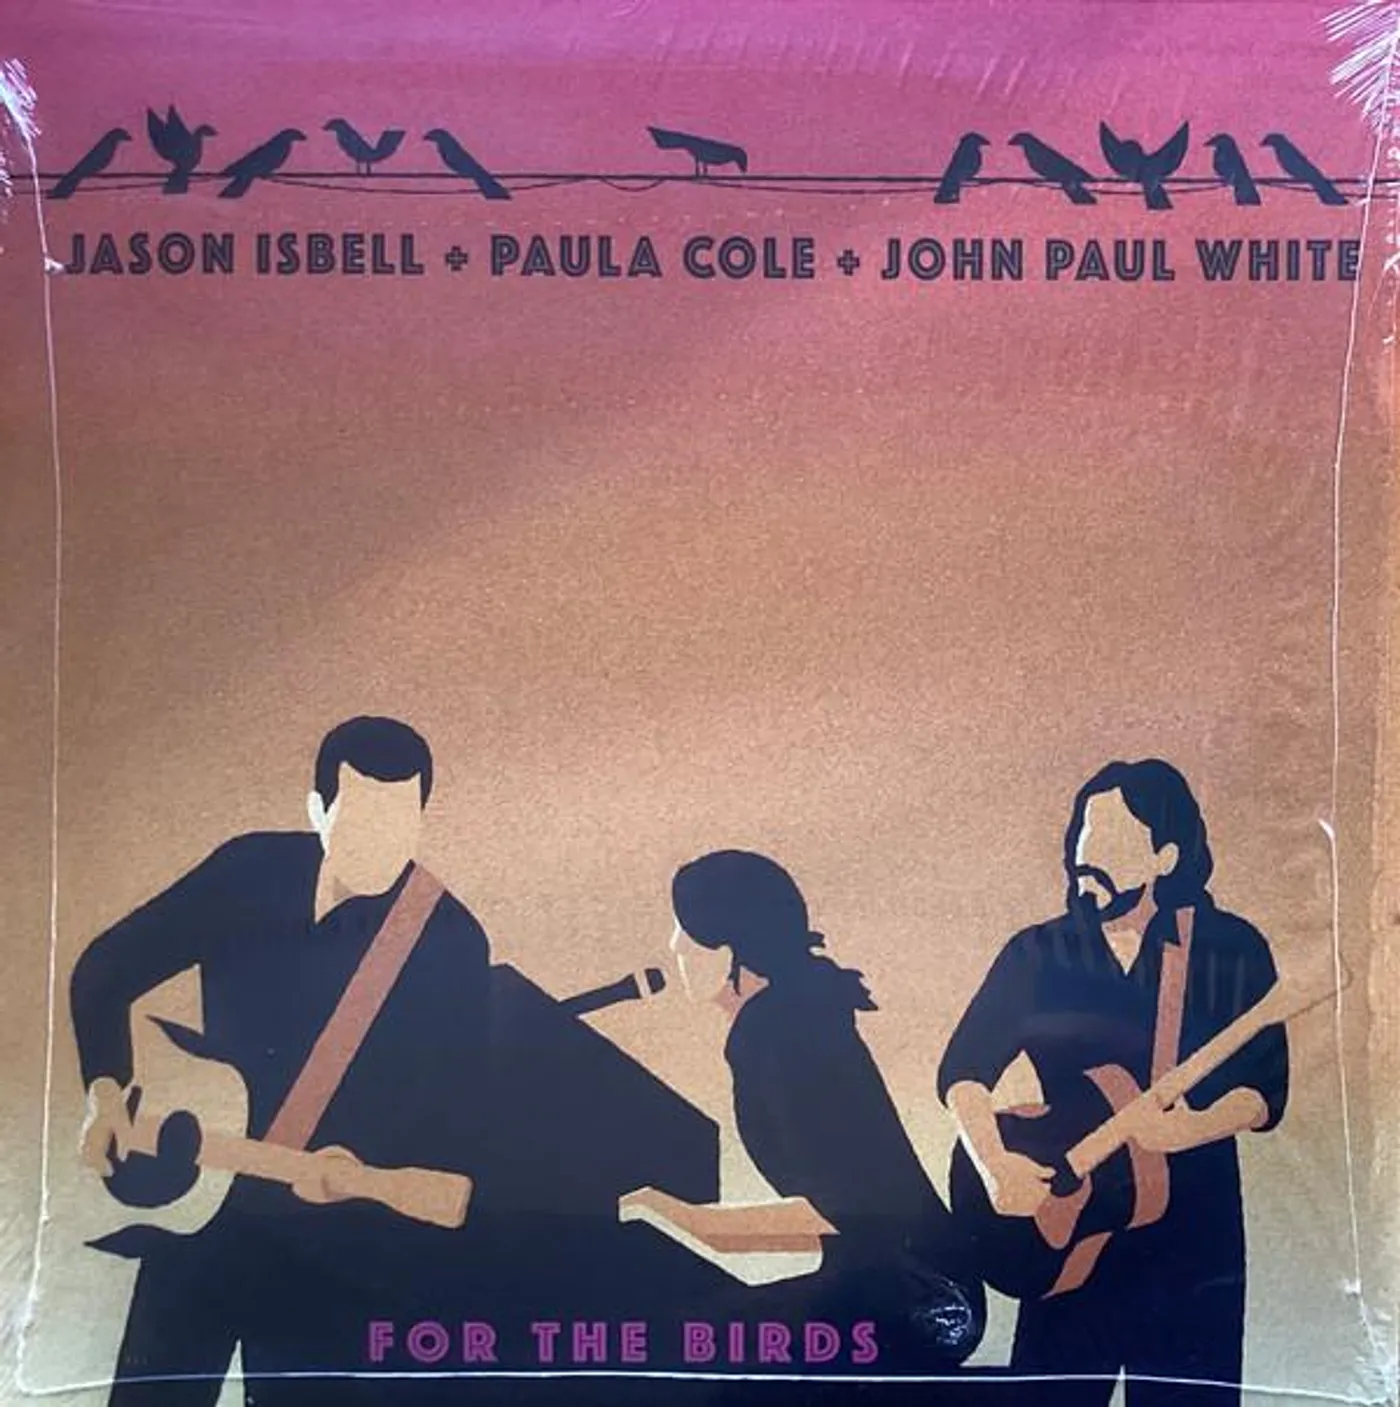 JASON ISBELL + PAULA COLE + JOHN PAUL WHITE
FOR THE BIRDS